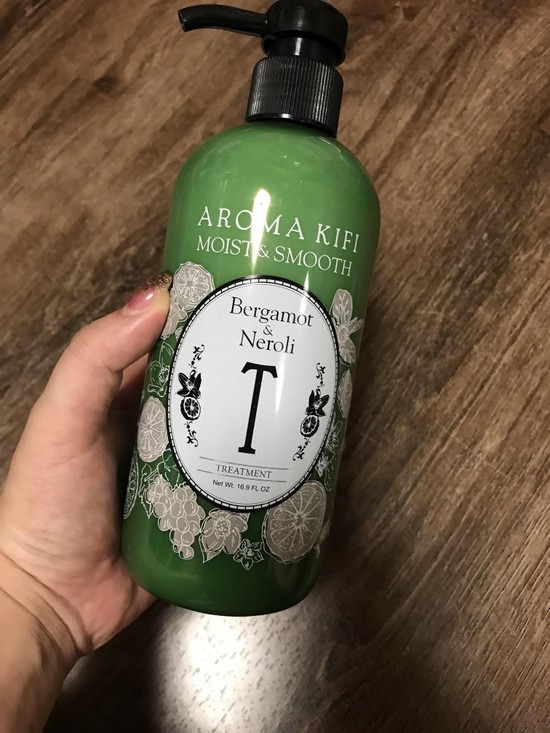 AROMA KIFI
MOIST & SMOOTH
Bergamot
&
Neroli
T
TREATMENT
Net Wt. 16.9 FL OZ